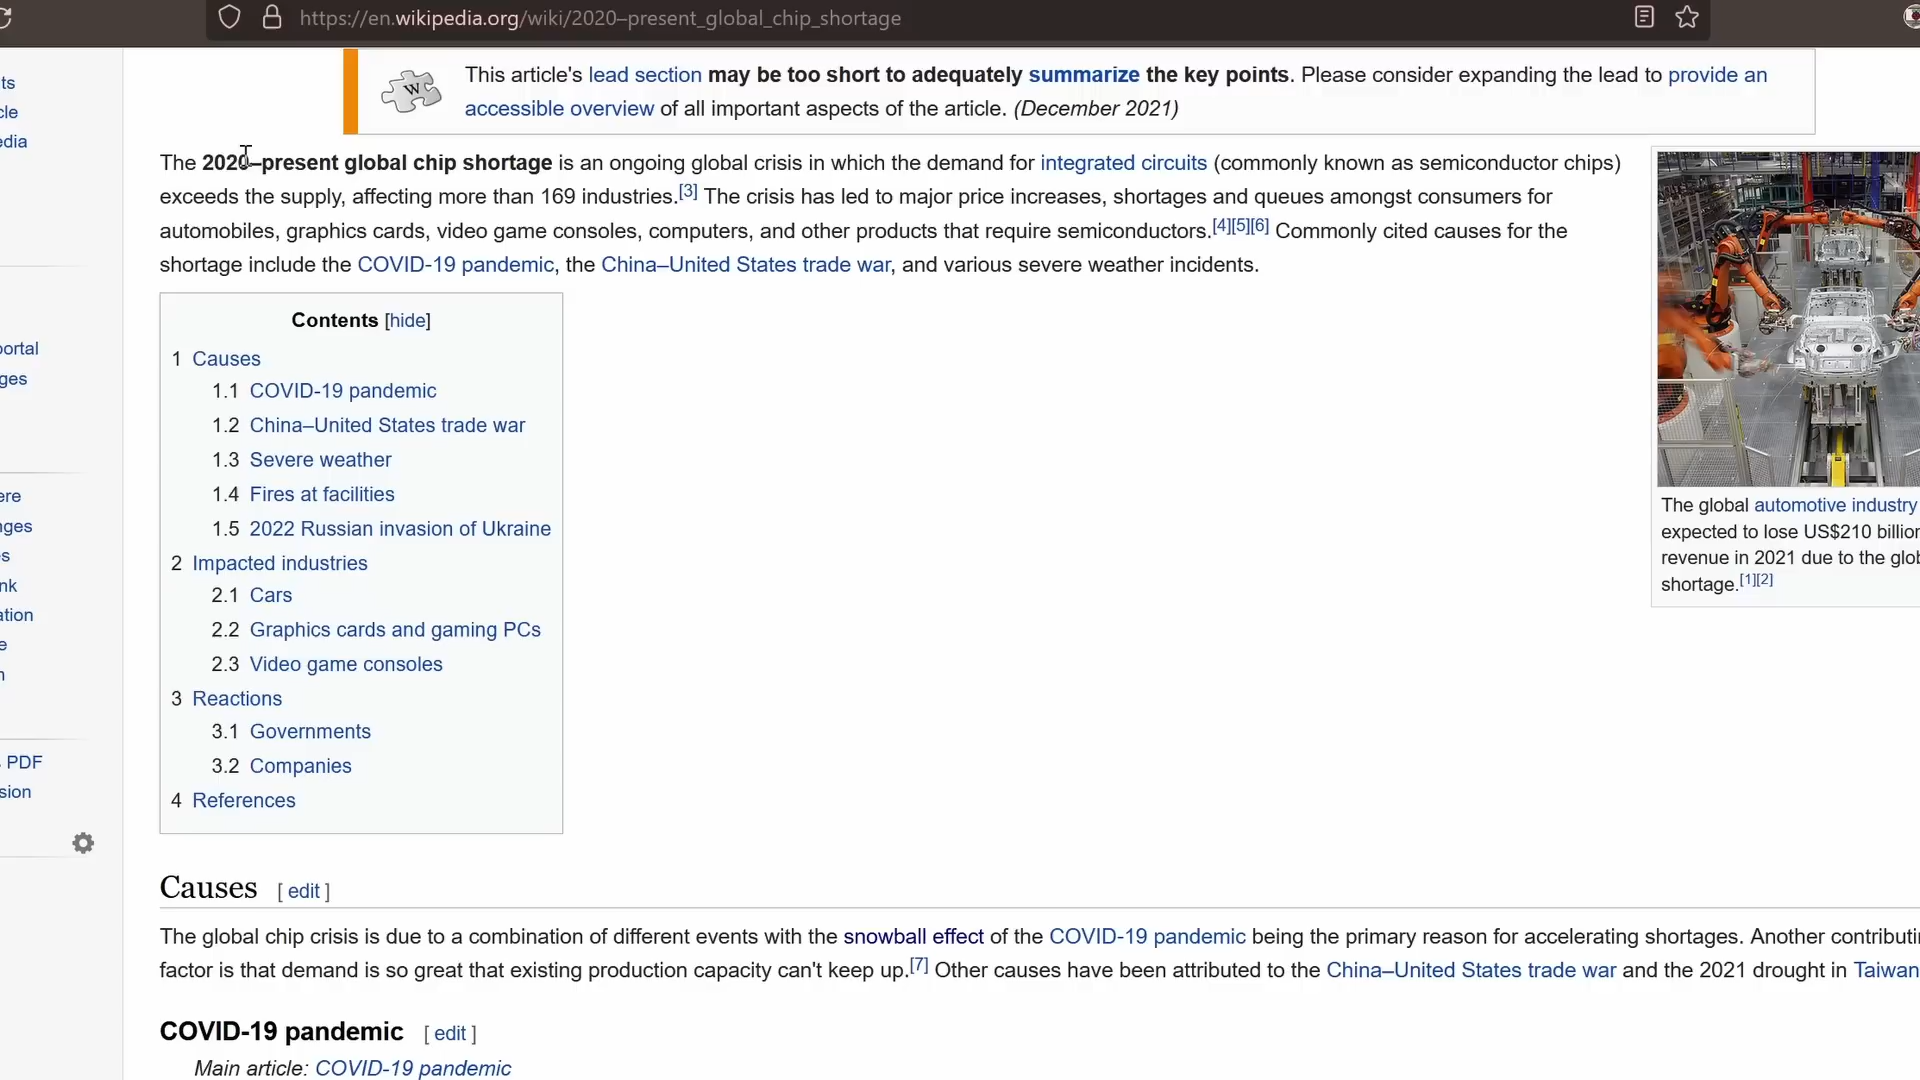 https://en.wikipedia.org/wiki/2020–present_global_chip_shortage
This article's lead section may be too short to adequately summarize the key points. Please consider expanding the lead to provide an
accessible overview of all important aspects of the article. (December 2021)
W
The 2020–present global chip shortage is an ongoing global crisis in which the demand for integrated circuits (commonly known as semiconductor chips)
exceeds the supply, affecting more than 169 industries.[3] The crisis has led to major price increases, shortages and queues amongst consumers for
automobiles, graphics cards, video game consoles, computers, and other products that require semiconductors.[4][5][6] Commonly cited causes for the
shortage include the COVID-19 pandemic, the China–United States trade war, and various severe weather incidents.
Contents [hide]
1 Causes
1.1 COVID-19 pandemic
1.2 China–United States trade war
1.3 Severe weather
1.4 Fires at facilities
1.5 2022 Russian invasion of Ukraine
2 Impacted industries
2.1 Cars
2.2 Graphics cards and gaming PCs
2.3 Video game consoles
3 Reactions
3.1 Governments
3.2 Companies
4 References
The global automotive industry
expected to lose US$210 billion
revenue in 2021 due to the glob
shortage.[1][2]
Causes [ edit ]
The global chip crisis is due to a combination of different events with the snowball effect of the COVID-19 pandemic being the primary reason for accelerating shortages. Another contributi
factor is that demand is so great that existing production capacity can't keep up.[7] Other causes have been attributed to the China–United States trade war and the 2021 drought in Taiwan
COVID-19 pandemic [ edit ]
Main article: COVID-19 pandemic
ts
cle
edia
portal
ges
ere
nges
s
nk
ation
e
PDF
sion